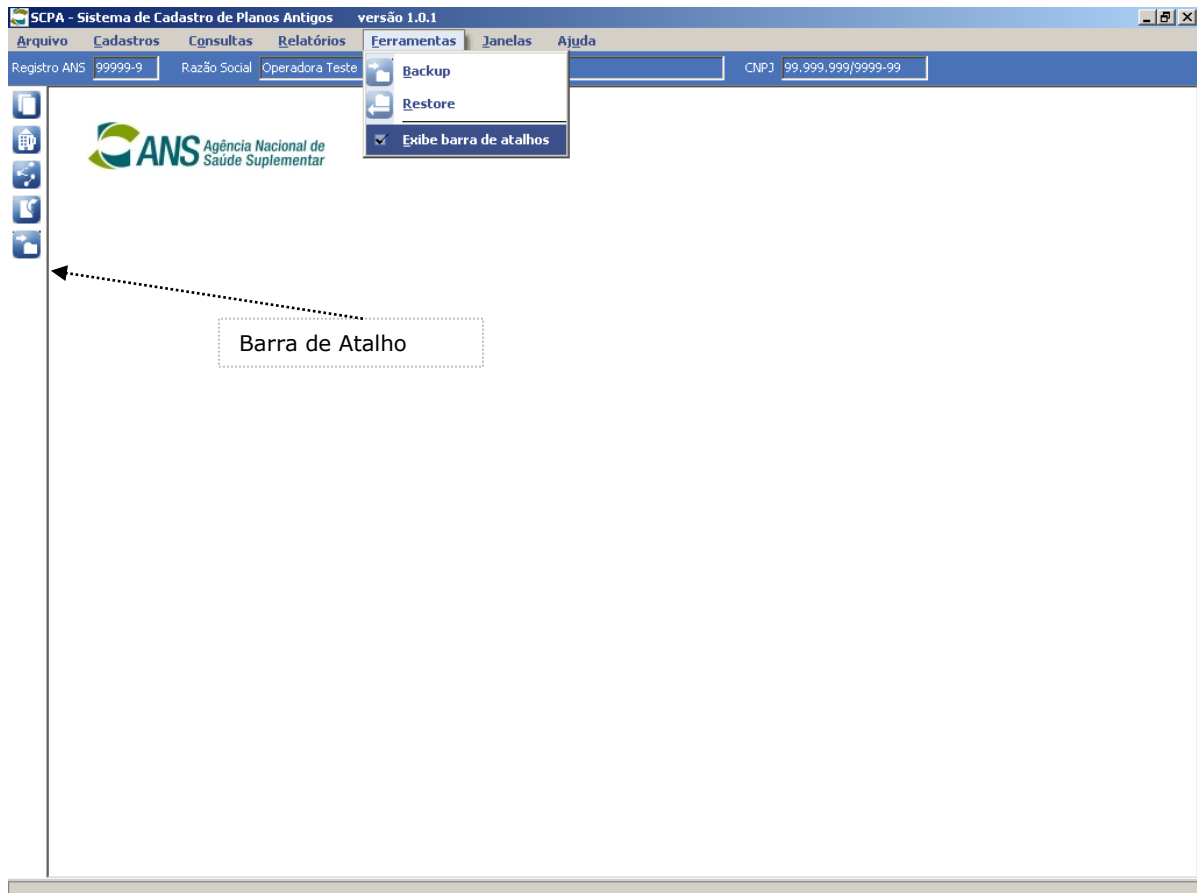 SCPA - Sistema de Cadastro de Planos Antigos versão 1.0.1
Arquivo Cadastros Consultas Relatórios Ferramentas Janelas Ajuda
Registro ANS 99999-9 Razão Social Operadora Teste CNPJ 99.999.999/9999-99
Backup
Restore
Exibe barra de atalhos
ANS Agência Nacional de
Saúde Suplementar
Barra de Atalho